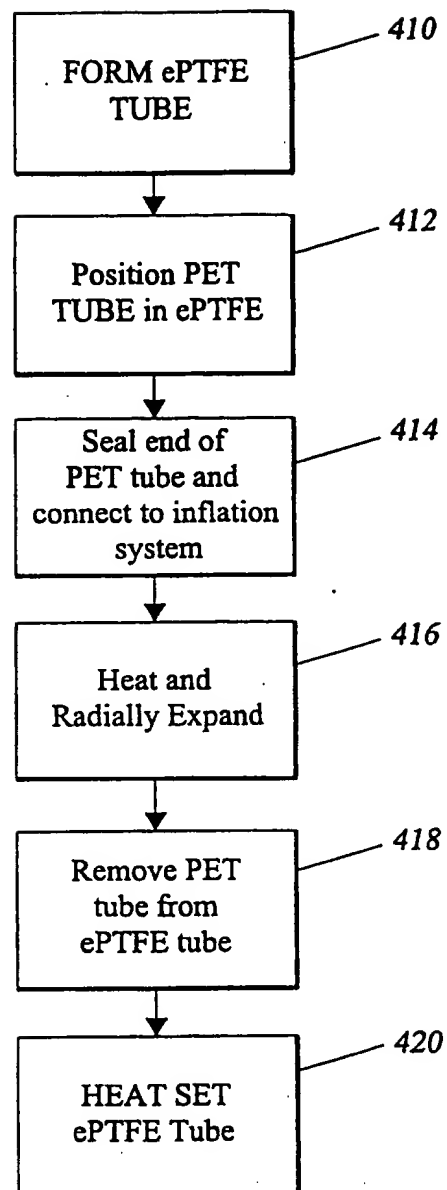 410
FORM ePTFE
TUBE
412
Position PET
TUBE in ePTFE
414
Seal end of
PET tube and
connect to inflation
system
416
Heat and
Radially Expand
418
Remove PET
tube from
ePTFE tube
420
HEAT SET
ePTFE Tube